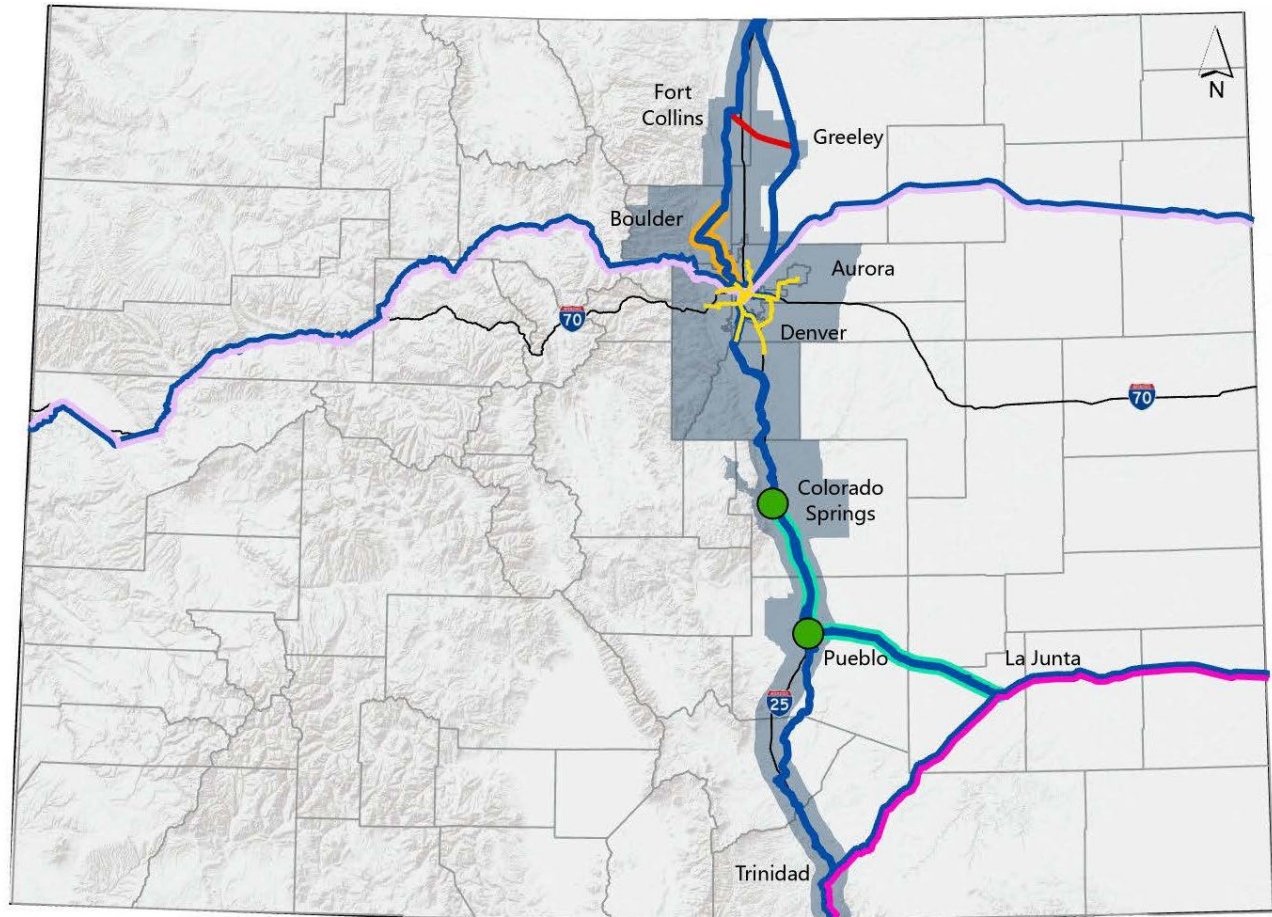 N
Fort
Collins
Greeley
Boulder
Aurora
70
Denver
70
Colorado
Springs
Pueblo
La Junta
25
Trinidad